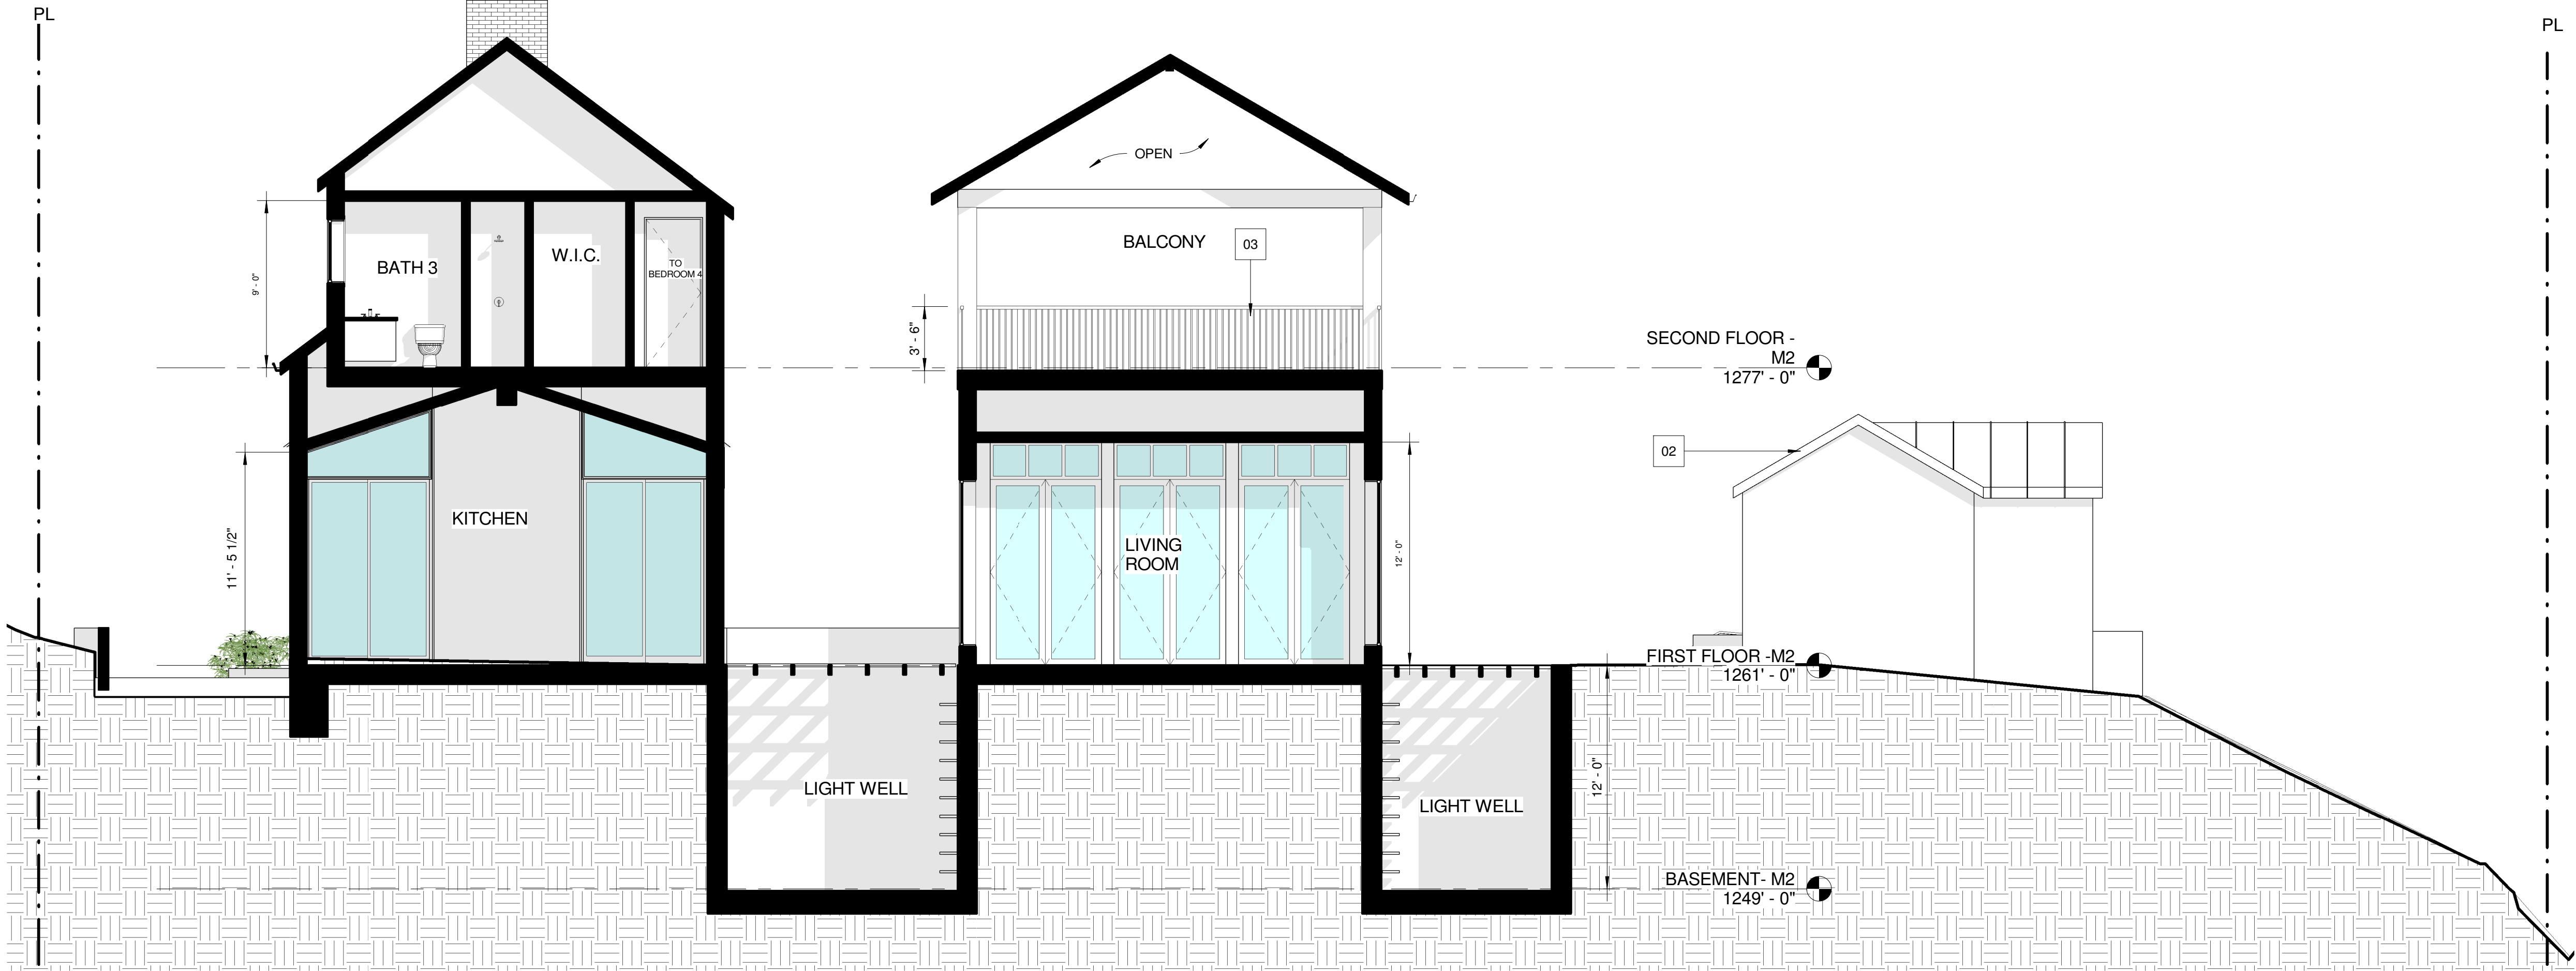 PL
PL
OPEN
BALCONY
03
BATH 3
W.I.C.
TO
BEDROOM 4
9' - 0"
3' - 6"
SECOND FLOOR -
M2
1277' - 0"
02
KITCHEN
11' - 5 1/2"
LIVING
ROOM
12' - 0"
FIRST FLOOR -M2
1261' - 0"
LIGHT WELL
LIGHT WELL
12' - 0"
BASEMENT- M2
1249' - 0"